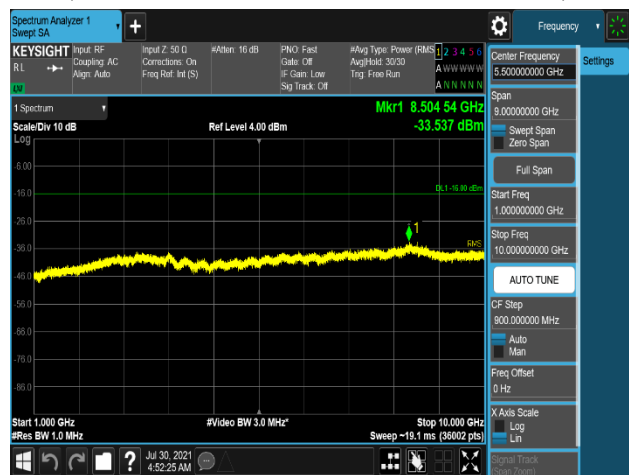 Spectrum Analyzer 1
Swept SA
Frequency
KEYSIGHT
RL
Input: RF
Coupling: AC
Align: Auto
Input Z: 50 Ω
Corrections: On
Freq Ref: Int (S)
#Atten: 16 dB
PNO: Fast
Gate: Off
IF Gain: Low
Sig Track: Off
#Avg Type: Power (RMS
Avg|Hold: 30/30
Trig: Free Run
1 2 3 4 5 6
A W W W W W
A N N N N N
LXI
1 Spectrum
Scale/Div 10 dB
Log
Ref Level 4.00 dBm
Mkr1 8.504 54 GHz
-33.537 dBm
-6.00
-16.0
DL1 -16.00 dBm
-26.0
1
-36.0
RMS
-46.0
-56.0
-66.0
-76.0
-86.0
Start 1.000 GHz
#Video BW 3.0 MHz*
Stop 10.000 GHz
#Res BW 1.0 MHz
Sweep ~19.1 ms (36002 pts)
Center Frequency
5.500000000 GHz
Settings
Span
9.00000000 GHz
Swept Span
Zero Span
Full Span
Start Freq
1.000000000 GHz
Stop Freq
10.000000000 GHz
AUTO TUNE
CF Step
900.000000 MHz
Auto
Man
Freq Offset
0 Hz
X Axis Scale
Log
Lin
Signal Track
(Span Zoom)
?
Jul 30, 2021
4:52:25 AM